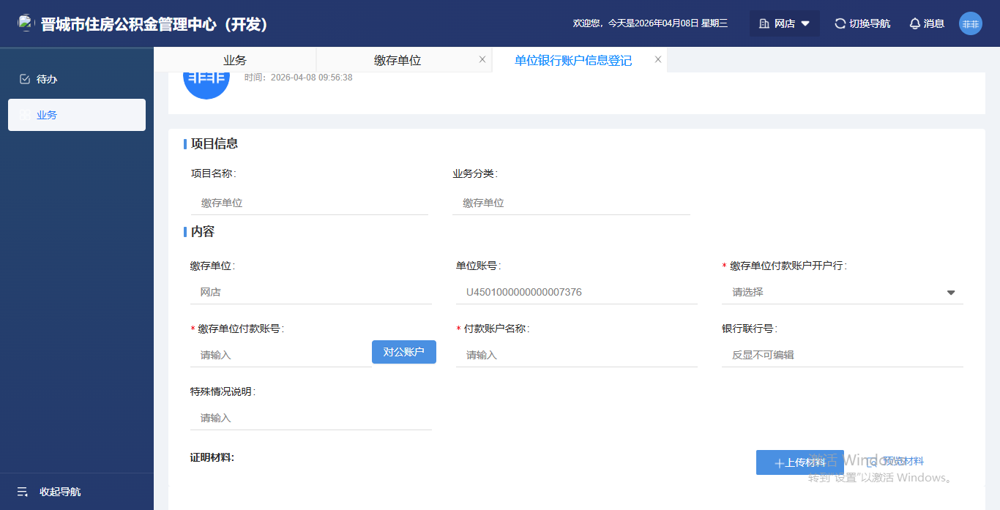 晋城市住房公积金管理中心（开发）
欢迎您，今天是2026年04月08日 星期三
网店
切换导航
消息
菲菲
待办
业务
收起导航
业务
缴存单位
单位银行账户信息登记
菲菲
时间：2026-04-08 09:56:38
项目信息
项目名称:
业务分类:
缴存单位
缴存单位
内容
缴存单位:
单位账号:
* 缴存单位付款账户开户行:
网店
U4501000000000007376
请选择
* 缴存单位付款账号:
* 付款账户名称:
银行联行号:
请输入
对公账户
请输入
反显不可编辑
特殊情况说明:
请输入
证明材料:
上传材料
预览材料
激活 Windows
转到"设置"以激活 Windows。